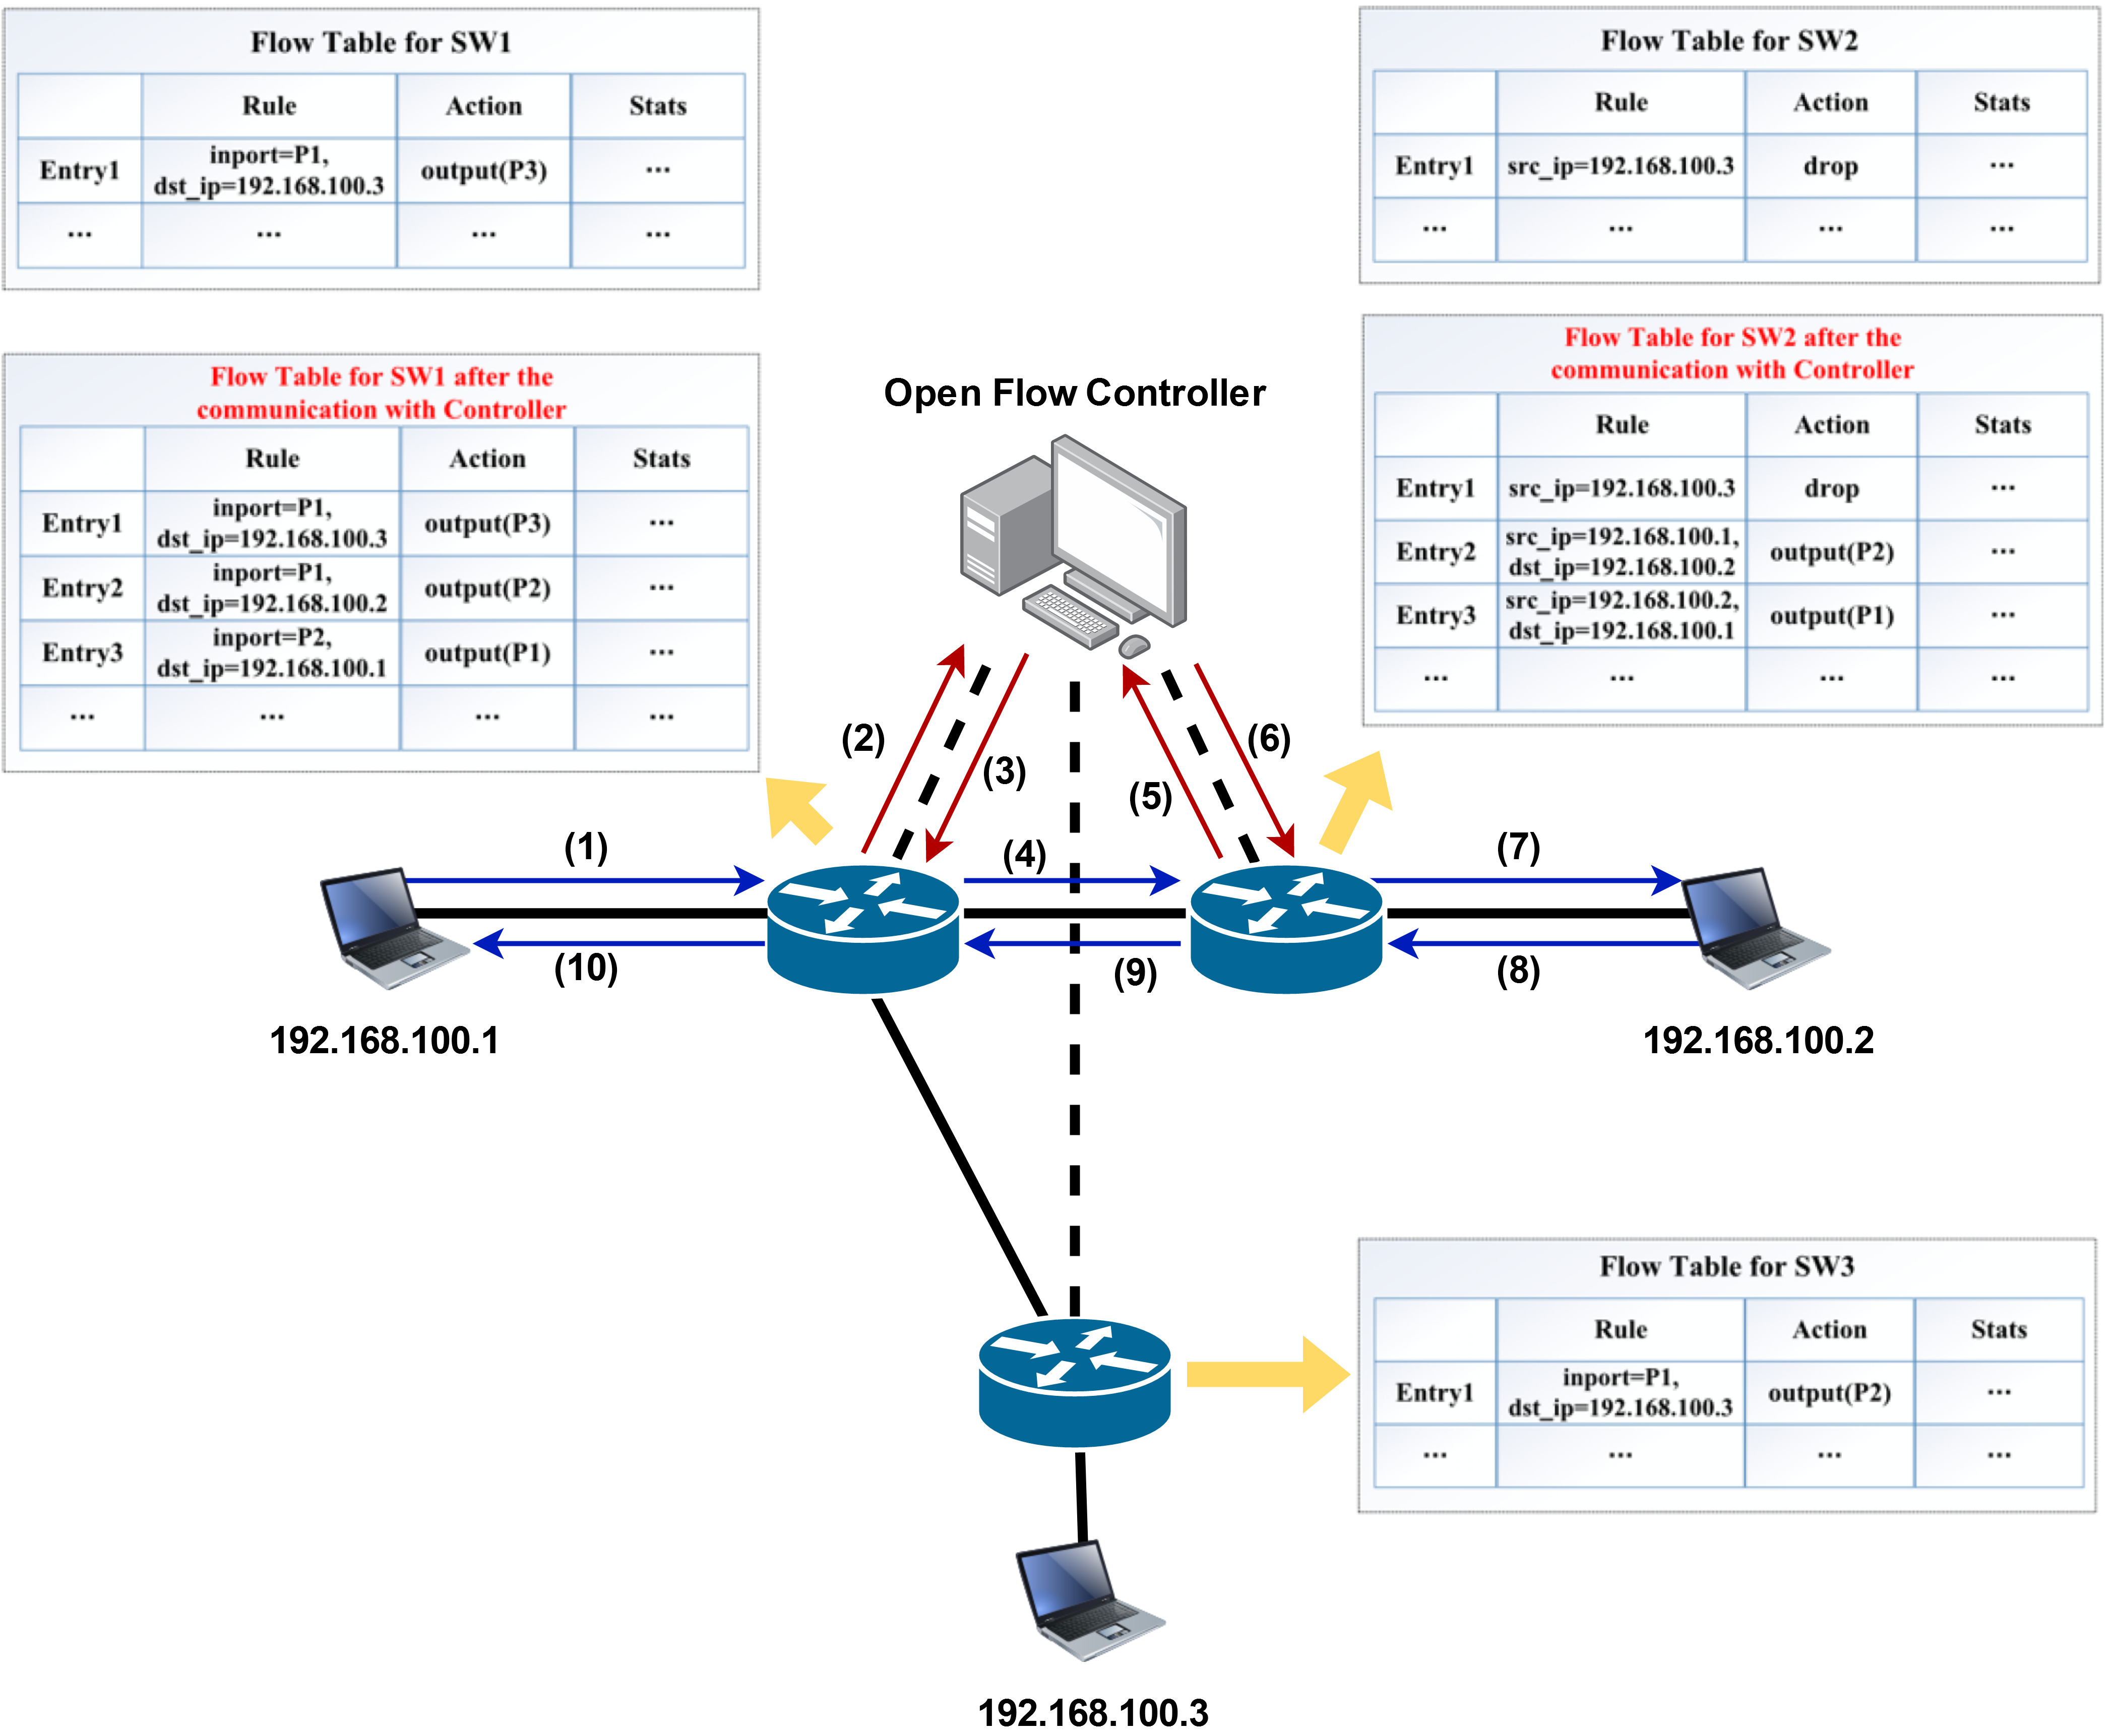 Flow Table for SW1
Rule Action Stats
Entry1 inport=P1, dst_ip=192.168.100.3 output(P3) ...
... ... ... ...
Flow Table for SW2
Rule Action Stats
Entry1 src_ip=192.168.100.3 drop ...
... ... ... ...
Flow Table for SW1 after the
communication with Controller
Rule Action Stats
Entry1 inport=P1, dst_ip=192.168.100.3 output(P3) ...
Entry2 inport=P1, dst_ip=192.168.100.2 output(P2) ...
Entry3 inport=P2, dst_ip=192.168.100.1 output(P1) ...
... ... ... ...
Open Flow Controller
Flow Table for SW2 after the
communication with Controller
Rule Action Stats
Entry1 src_ip=192.168.100.3 drop ...
Entry2 src_ip=192.168.100.1, dst_ip=192.168.100.2 output(P2) ...
Entry3 src_ip=192.168.100.2, dst_ip=192.168.100.1 output(P1) ...
... ... ... ...
(2)
(3)
(5)
(6)
(1)
(4)
(7)
(10)
(9)
(8)
192.168.100.1
192.168.100.2
Flow Table for SW3
Rule Action Stats
Entry1 inport=P1, dst_ip=192.168.100.3 output(P2) ...
... ... ... ...
192.168.100.3